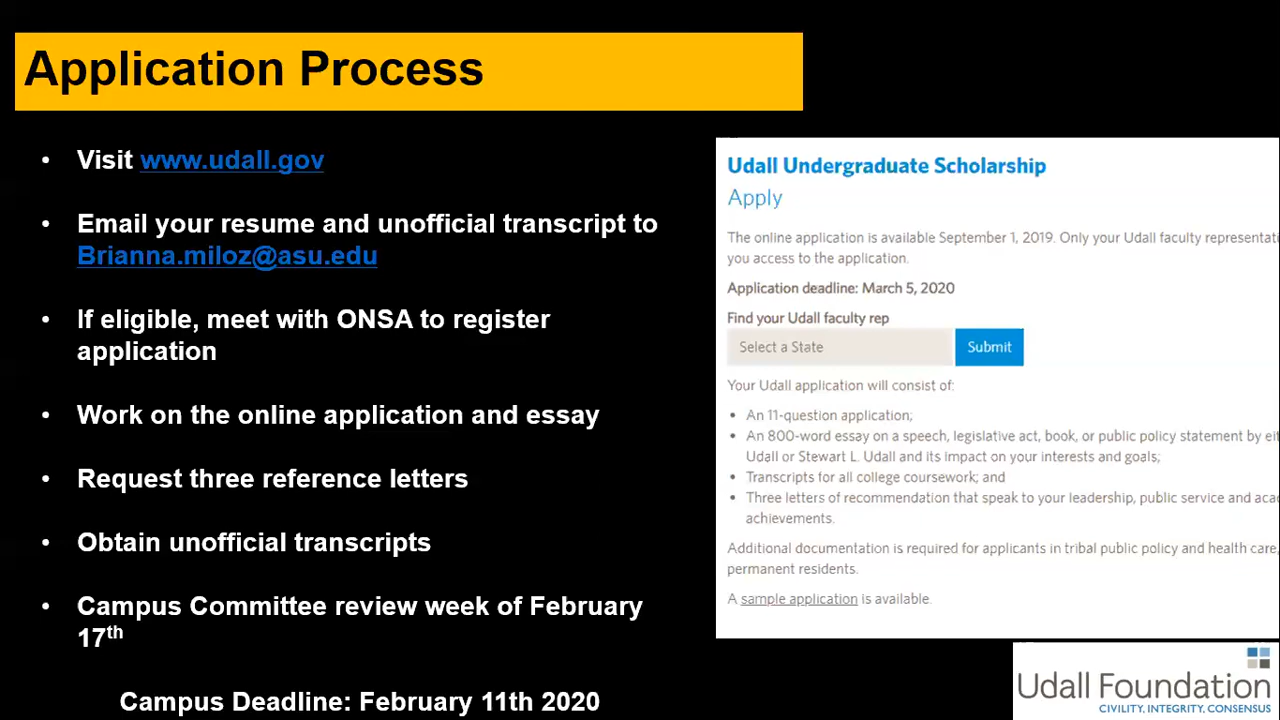 Application Process
• Visit www.udall.gov
• Email your resume and unofficial transcript to
Brianna.miloz@asu.edu
• If eligible, meet with ONSA to register
application
• Work on the online application and essay
• Request three reference letters
• Obtain unofficial transcripts
• Campus Committee review week of February
17th
Campus Deadline: February 11th 2020
Udall Undergraduate Scholarship
Apply
The online application is available September 1, 2019. Only your Udall faculty
you access to the application.
Application deadline: March 5, 2020
Find your Udall faculty rep
Select a State
Submit
Your Udall application will consist of:
• An 11-question application;
• An 800-word essay on a speech, legislative act, book, or public policy statement by
Udall or Stewart L. Udall and its impact on your interests and goals;
• Transcripts for all college coursework; and
• Three letters of recommendation that speak to your leadership, public service and
achievements.
Additional documentation is required for applicants in tribal public policy and health care,
permanent residents.
A sample application is available.
Udall Foundation
CIVILITY, INTEGRITY, CONSENSUS